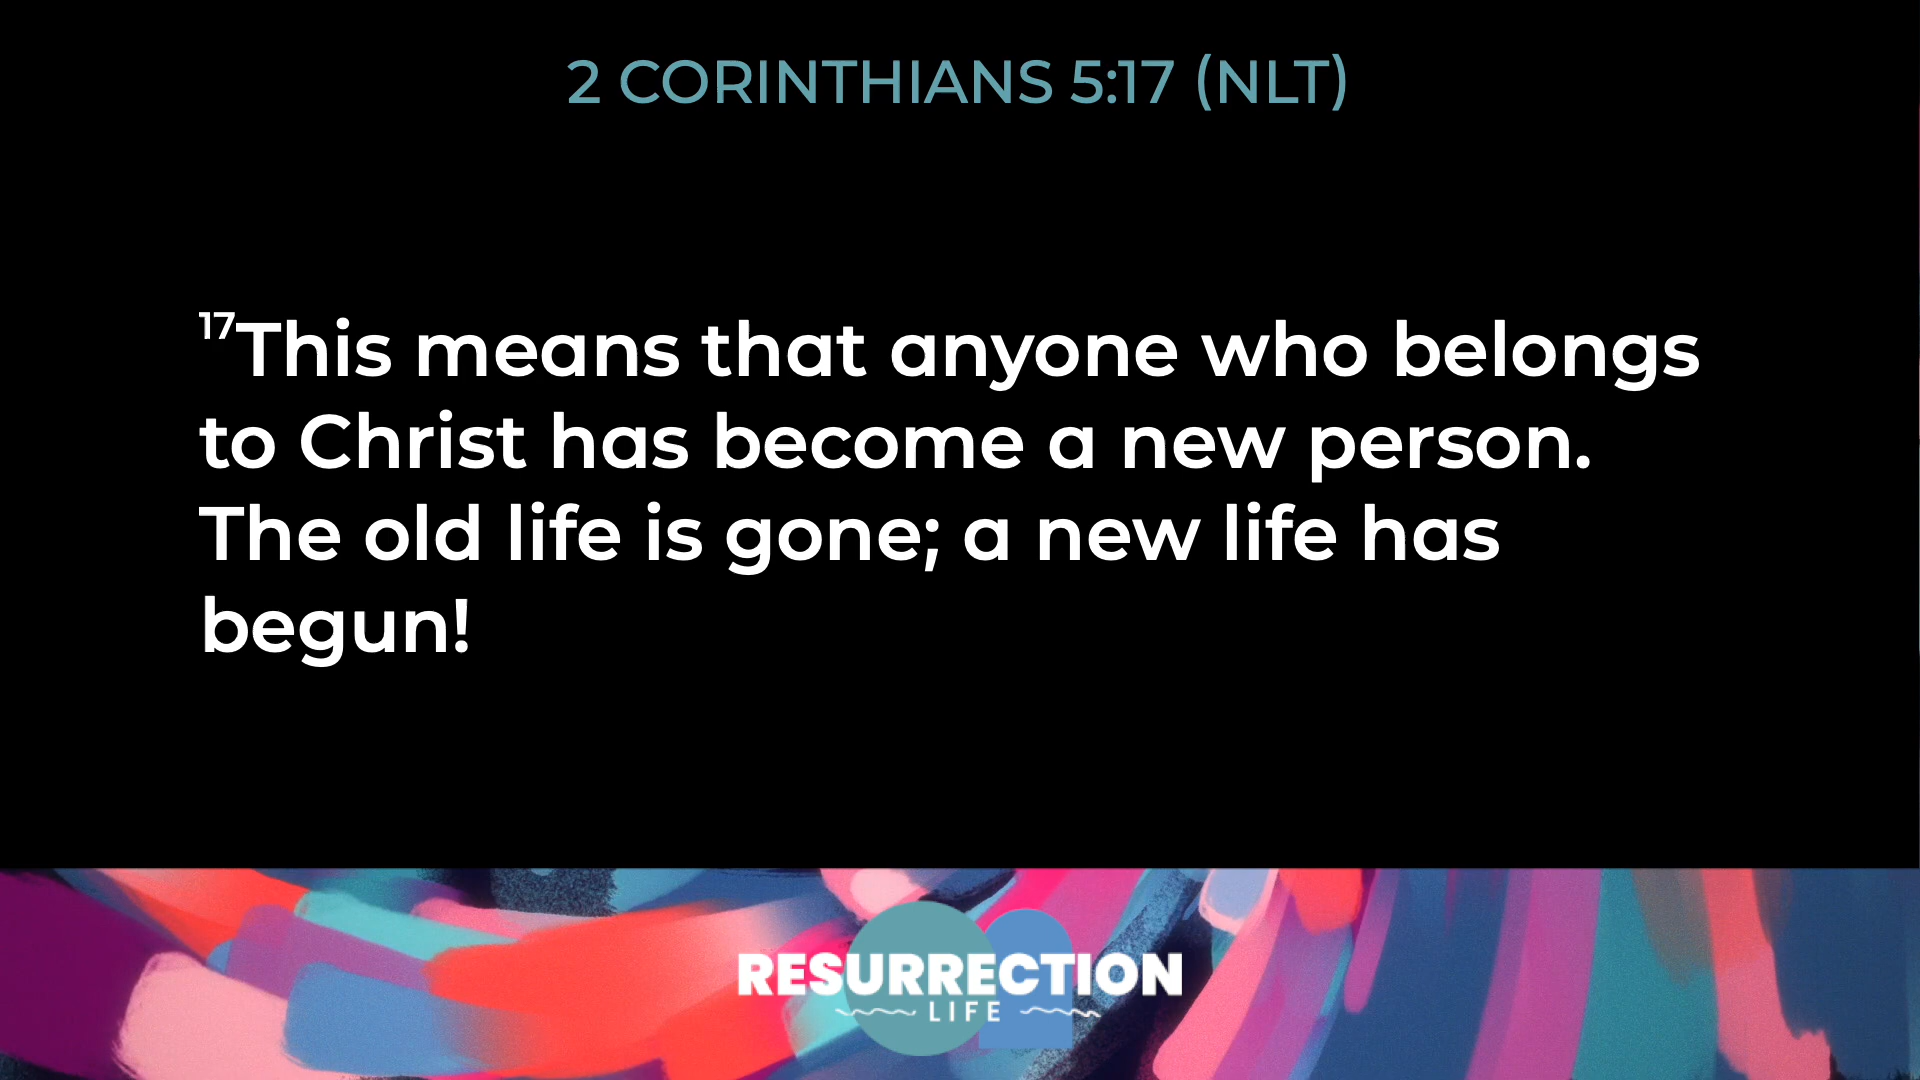 2 CORINTHIANS 5:17 (NLT)
17This means that anyone who belongs
to Christ has become a new person.
The old life is gone; a new life has
begun!
RESURRECTION
LIFE